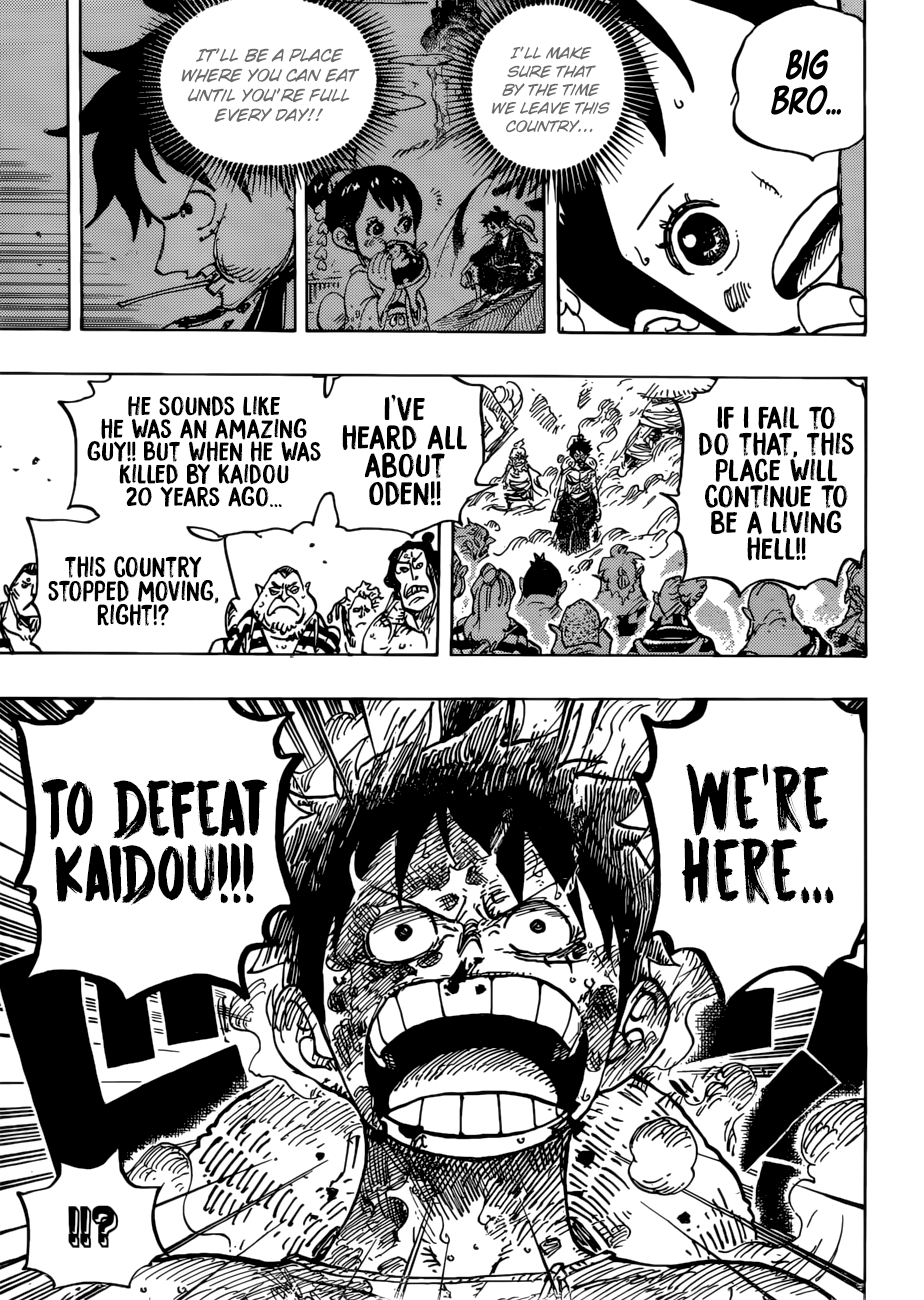 BIG
BRO...
I'LL MAKE
SURE THAT
BY THE TIME
WE LEAVE THIS
COUNTRY...
IT'LL BE A PLACE
WHERE YOU CAN EAT
UNTIL YOU'RE FULL
EVERY DAY!!
IF I FAIL TO
DO THAT, THIS
PLACE WILL
CONTINUE TO
BE A LIVING
HELL!!
I'VE
HEARD ALL
ABOUT
ODEN!!
HE SOUNDS LIKE
HE WAS AN AMAZING
GUY!! BUT WHEN HE WAS
KILLED BY KAIDOU
20 YEARS AGO...
THIS COUNTRY
STOPPED MOVING,
RIGHT!?
WE'RE
HERE...
TO DEFEAT
KAIDOU!!!
!!?